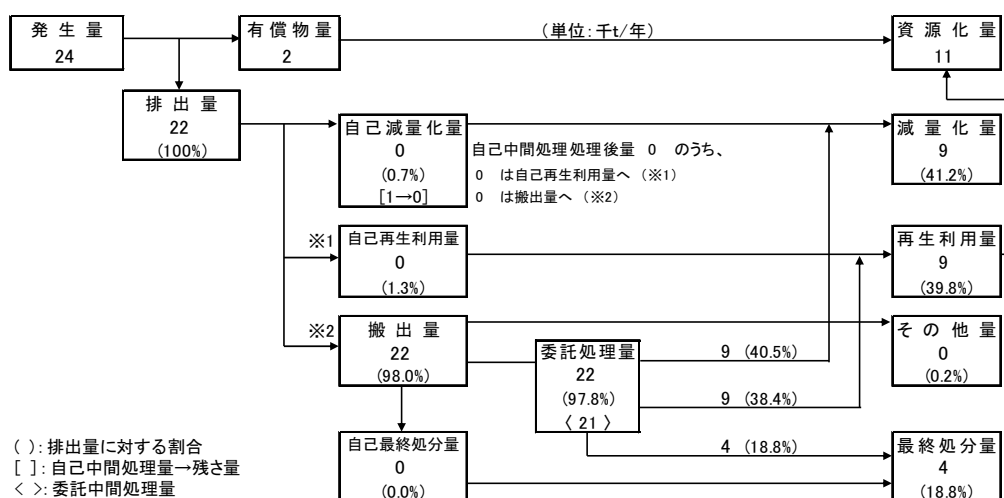 (単位:千t/年)
発生量
24
有償物量
2
資源化量
11
排出量
22
(100%)
自己減量化量
0
(0.7%)
[1→0]
自己中間処理処理後量 0 のうち、
0 は自己再生利用量へ (※1)
0 は搬出量へ (※2)
減量化量
9
(41.2%)
※1
自己再生利用量
0
(1.3%)
再生利用量
9
(39.8%)
※2
搬出量
22
(98.0%)
委託処理量
22
(97.8%)
〈 21 〉
9 (40.5%)
9 (38.4%)
4 (18.8%)
その他量
0
(0.2%)
自己最終処分量
0
(0.0%)
最終処分量
4
(18.8%)
( ):排出量に対する割合
[ ]:自己中間処理量→残さ量
< >:委託中間処理量